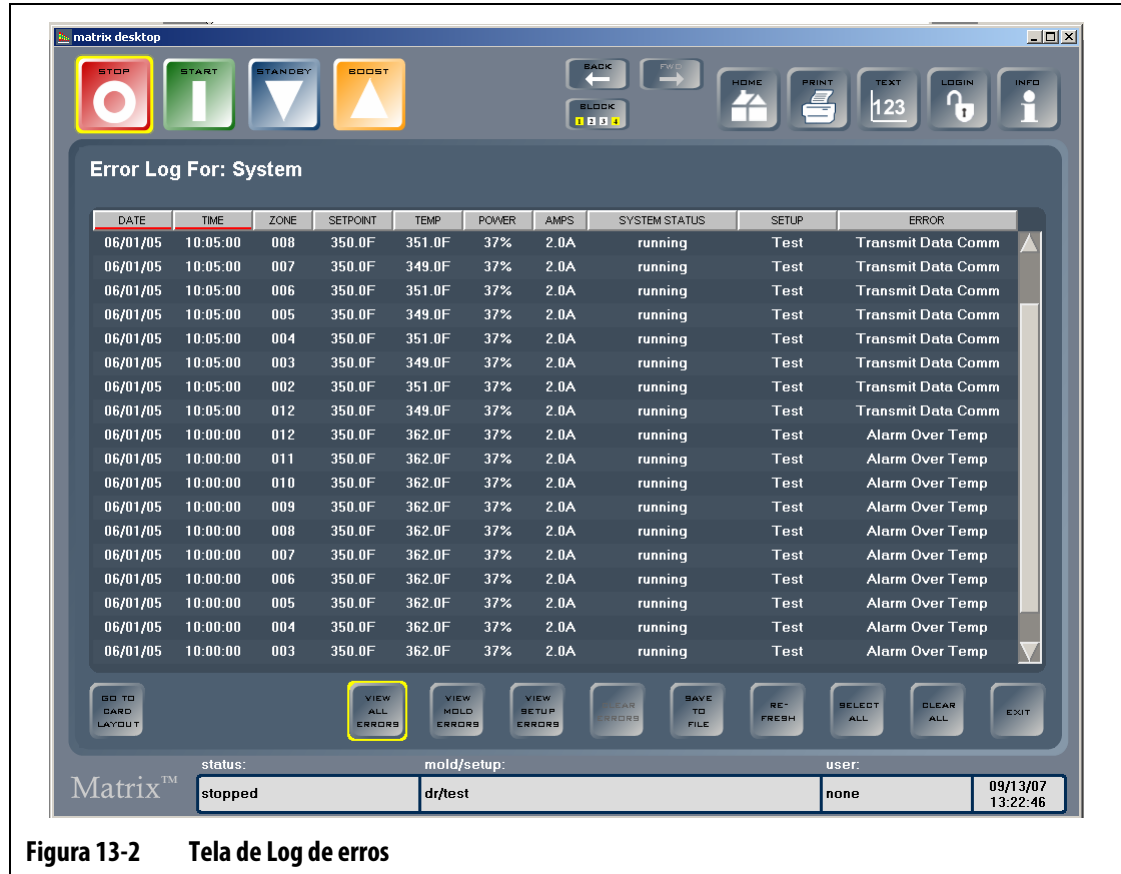 matrix desktop
STOP START STANDBY BOOST BACK FWD HOME PRINT TEXT LOGIN INFO
123
BLOCK
1 2 3 4
Error Log For: System
DATE TIME ZONE SETPOINT TEMP POWER AMPS SYSTEM STATUS SETUP ERROR
06/01/05 10:05:00 008 350.0F 351.0F 37% 2.0A running Test Transmit Data Comm
06/01/05 10:05:00 007 350.0F 349.0F 37% 2.0A running Test Transmit Data Comm
06/01/05 10:05:00 006 350.0F 351.0F 37% 2.0A running Test Transmit Data Comm
06/01/05 10:05:00 005 350.0F 349.0F 37% 2.0A running Test Transmit Data Comm
06/01/05 10:05:00 004 350.0F 351.0F 37% 2.0A running Test Transmit Data Comm
06/01/05 10:05:00 003 350.0F 349.0F 37% 2.0A running Test Transmit Data Comm
06/01/05 10:05:00 002 350.0F 351.0F 37% 2.0A running Test Transmit Data Comm
06/01/05 10:05:00 012 350.0F 349.0F 37% 2.0A running Test Transmit Data Comm
06/01/05 10:00:00 012 350.0F 362.0F 37% 2.0A running Test Alarm Over Temp
06/01/05 10:00:00 011 350.0F 362.0F 37% 2.0A running Test Alarm Over Temp
06/01/05 10:00:00 010 350.0F 362.0F 37% 2.0A running Test Alarm Over Temp
06/01/05 10:00:00 009 350.0F 362.0F 37% 2.0A running Test Alarm Over Temp
06/01/05 10:00:00 008 350.0F 362.0F 37% 2.0A running Test Alarm Over Temp
06/01/05 10:00:00 007 350.0F 362.0F 37% 2.0A running Test Alarm Over Temp
06/01/05 10:00:00 006 350.0F 362.0F 37% 2.0A running Test Alarm Over Temp
06/01/05 10:00:00 005 350.0F 362.0F 37% 2.0A running Test Alarm Over Temp
06/01/05 10:00:00 004 350.0F 362.0F 37% 2.0A running Test Alarm Over Temp
06/01/05 10:00:00 003 350.0F 362.0F 37% 2.0A running Test Alarm Over Temp
GO TO
CARD
LAYOUT
VIEW
ALL
ERRORS
VIEW
MOLD
ERRORS
VIEW
SETUP
ERRORS
CLEAR
ERRORS
SAVE
TO
FILE
RE-
FRESH
SELECT
ALL
CLEAR
ALL
EXIT
status: mold/setup: user:
Matrix™ stopped dr/test none 09/13/07
13:22:46
Figura 13-2 Tela de Log de erros